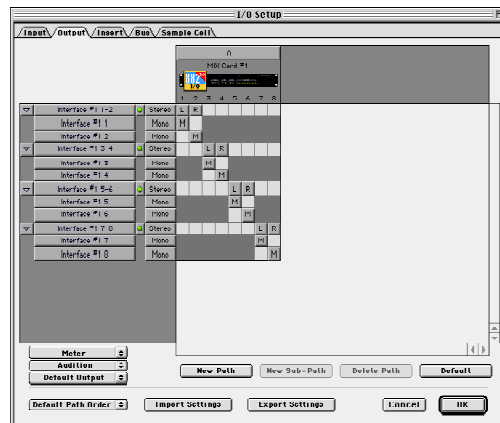 I/O Setup
Input Output Insert Bus Sample Cell
A
MIX Card #1
I/O
1 2 3 4 5 6 7 8
Interface #1 1-2 Stereo L R
Interface #1 1 Mono M
Interface #1 2 Mono M
Interface #1 3-4 Stereo L R
Interface #1 3 Mono M
Interface #1 4 Mono M
Interface #1 5-6 Stereo L R
Interface #1 5 Mono M
Interface #1 6 Mono M
Interface #1 7-8 Stereo L R
Interface #1 7 Mono M
Interface #1 8 Mono M
Meter
Audition
Default Output
New Path New Sub-Path Delete Path Default
Default Path Order Import Settings Export Settings Cancel OK